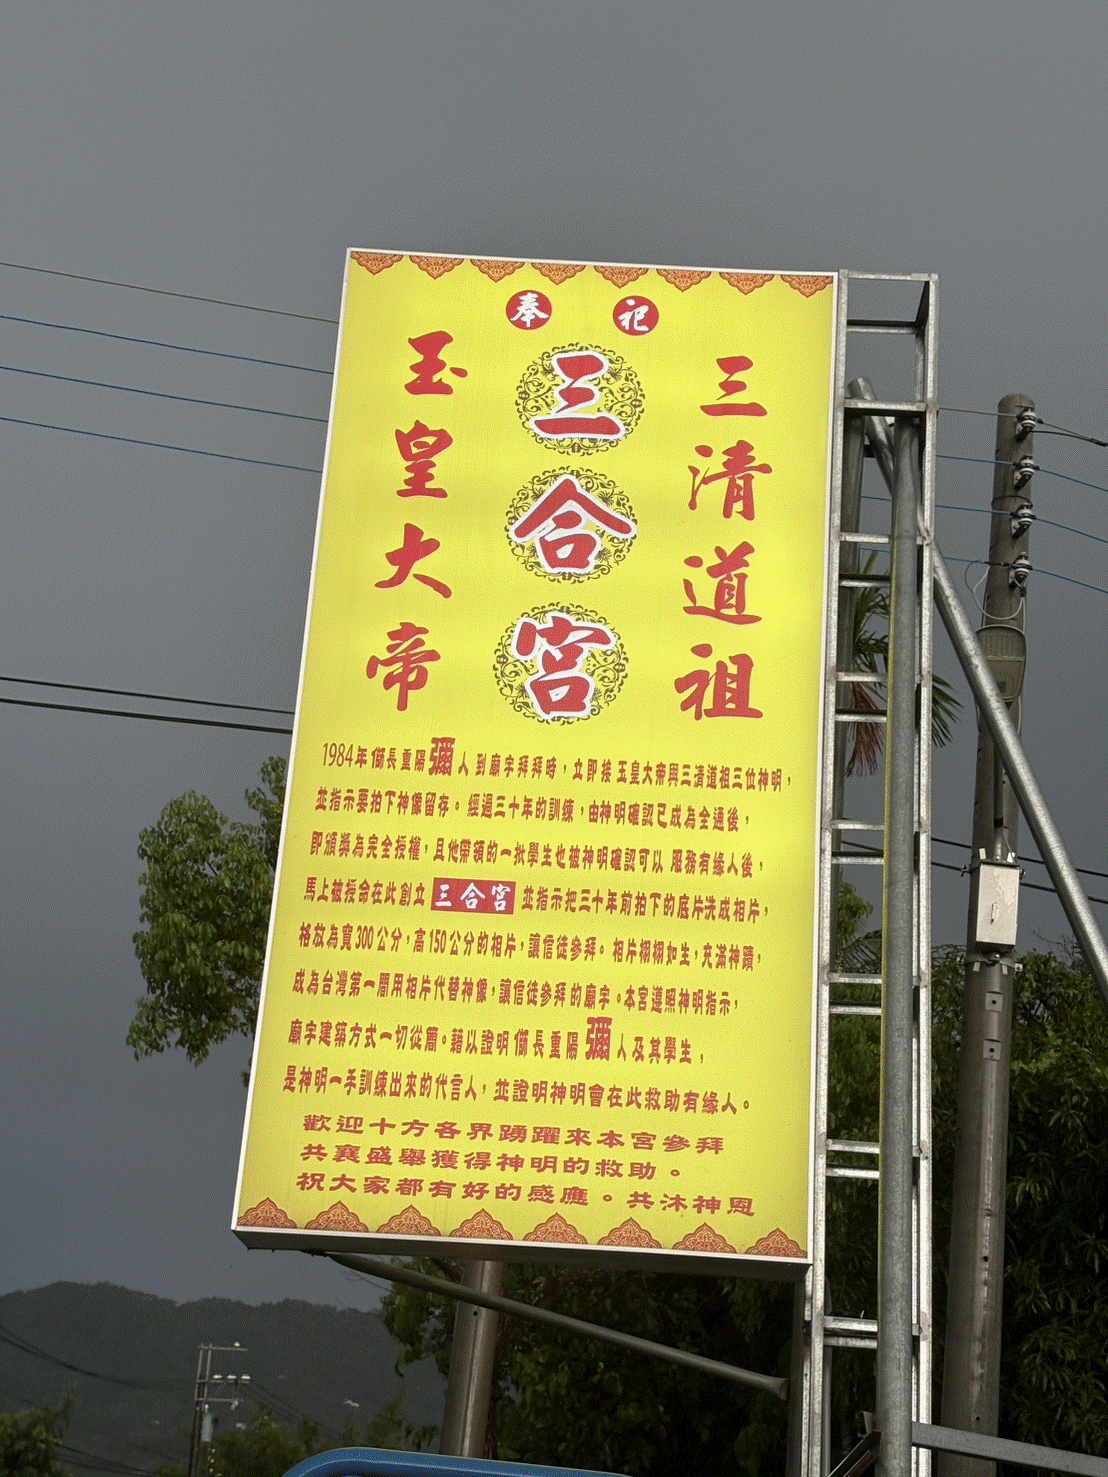 奉祀
三清道祖
三合宮
玉皇大帝
1984年師長重陽彌人到廟宇拜拜時，立即接玉皇大帝與三清道祖三位神明，
並指示要拍下神像留存。經過三十年的訓練，由神明確認已成為全通後，
即頒獎為完全授權，且他帶領的一批學生也被神明確認可以 服務有緣人後，
馬上被授命在此創立 三合宮 並指示把三十年前拍下的底片洗成相片，
格放為寬300公分，高150公分的相片，讓信徒參拜。相片栩栩如生，充滿神蹟，
成為台灣第一間用相片代替神像，讓信徒參拜的廟宇。本宮遵照神明指示，
廟宇建築方式一切從簡。藉以證明師長重陽彌人及其學生，
是神明一手訓練出來的代言人，並證明神明會在此救助有緣人。
歡迎十方各界踴躍來本宮參拜
共襄盛舉獲得神明的救助。
祝大家都有好的感應。共沐神恩